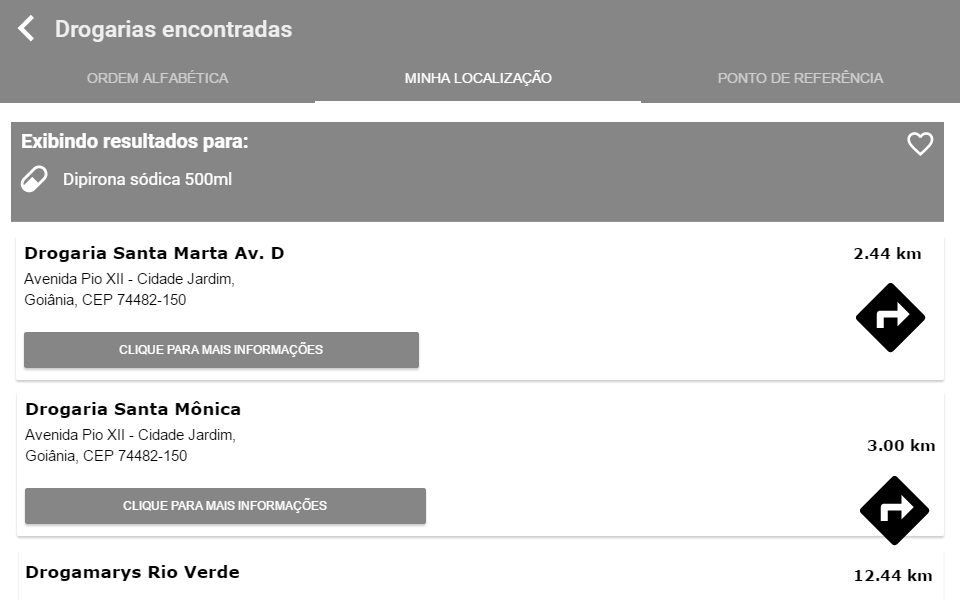 Drogarias encontradas
ORDEM ALFABÉTICA
MINHA LOCALIZAÇÃO
PONTO DE REFERÊNCIA
Exibindo resultados para:
Dipirona sódica 500ml
Drogaria Santa Marta Av. D
2.44 km
Avenida Pio XII - Cidade Jardim,
Goiânia, CEP 74482-150
CLIQUE PARA MAIS INFORMAÇÕES
Drogaria Santa Mônica
Avenida Pio XII - Cidade Jardim,
3.00 km
Goiânia, CEP 74482-150
CLIQUE PARA MAIS INFORMAÇÕES
Drogamarys Rio Verde
12.44 km